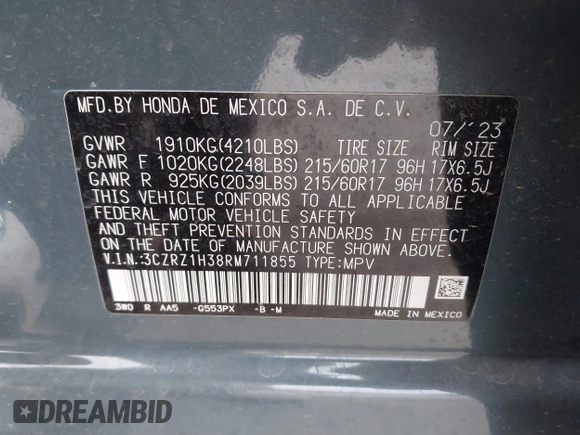 MFD.BY HONDA DE MEXICO S.A. DE C.V.
07/'23
GVWR 1910KG(4210LBS) TIRE SIZE RIM SIZE
GAWR F 1020KG(2248LBS) 215/60R17 96H 17X6.5J
GAWR R 925KG(2039LBS) 215/60R17 96H 17X6.5J
THIS VEHICLE CONFORMS TO ALL APPLICABLE
FEDERAL MOTOR VEHICLE SAFETY
AND THEFT PREVENTION STANDARDS IN EFFECT ON THE
DATE OF MANUFACTURE SHOWN ABOVE.
V.I.N.:3CZRZ1H38RM711855 TYPE:MPV
3W0 R AA5 -G553PX -B -M
MADE IN MEXICO
DREAMBID